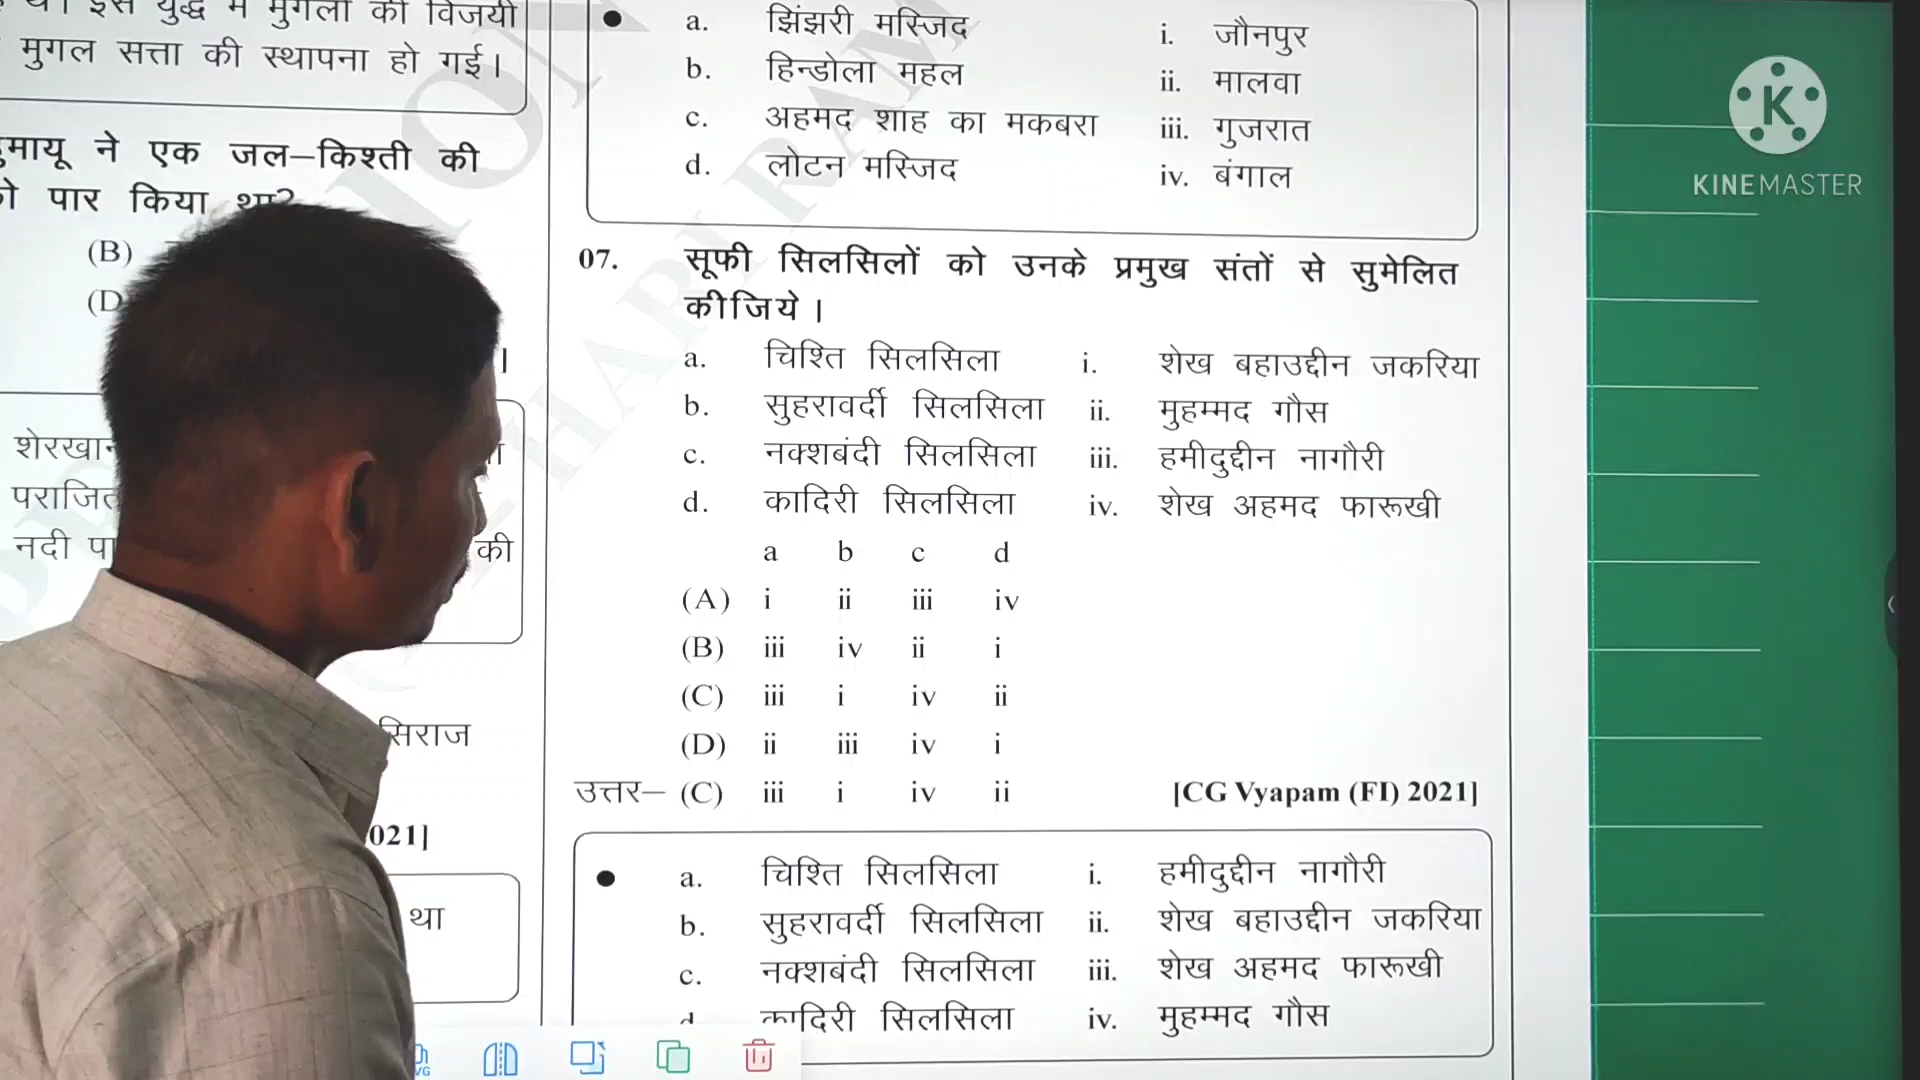 था। इस युद्ध में मुगलों की विजयी
मुगल सत्ता की स्थापना हो गई।
ने एक जल–किश्ती की
पार किया था?
(B)
(D
शेरखान
पराजित
नदी
की
सिराज
021]
था
● a. झिंझरी मस्जिद i. जौनपुर
b. हिन्डोला महल ii. मालवा
c. अहमद शाह का मकबरा iii. गुजरात
d. लोटन मस्जिद iv. बंगाल
07. सूफी सिलसिलों को उनके प्रमुख संतों से सुमेलित
कीजिये।
a. चिश्ति सिलसिला i. शेख बहाउद्दीन जकरिया
b. सुहरावर्दी सिलसिला ii. मुहम्मद गौस
c. नक्शबंदी सिलसिला iii. हमीदुद्दीन नागौरी
d. कादिरी सिलसिला iv. शेख अहमद फारूखी
a b c d
(A) i ii iii iv
(B) iii iv ii i
(C) iii i iv ii
(D) ii iii iv i
उत्तर– (C) iii i iv ii [CG Vyapam (FI) 2021]
● a. चिश्ति सिलसिला i. हमीदुद्दीन नागौरी
b. सुहरावर्दी सिलसिला ii. शेख बहाउद्दीन जकरिया
c. नक्शबंदी सिलसिला iii. शेख अहमद फारूखी
d. कादिरी सिलसिला iv. मुहम्मद गौस
KINEMASTER